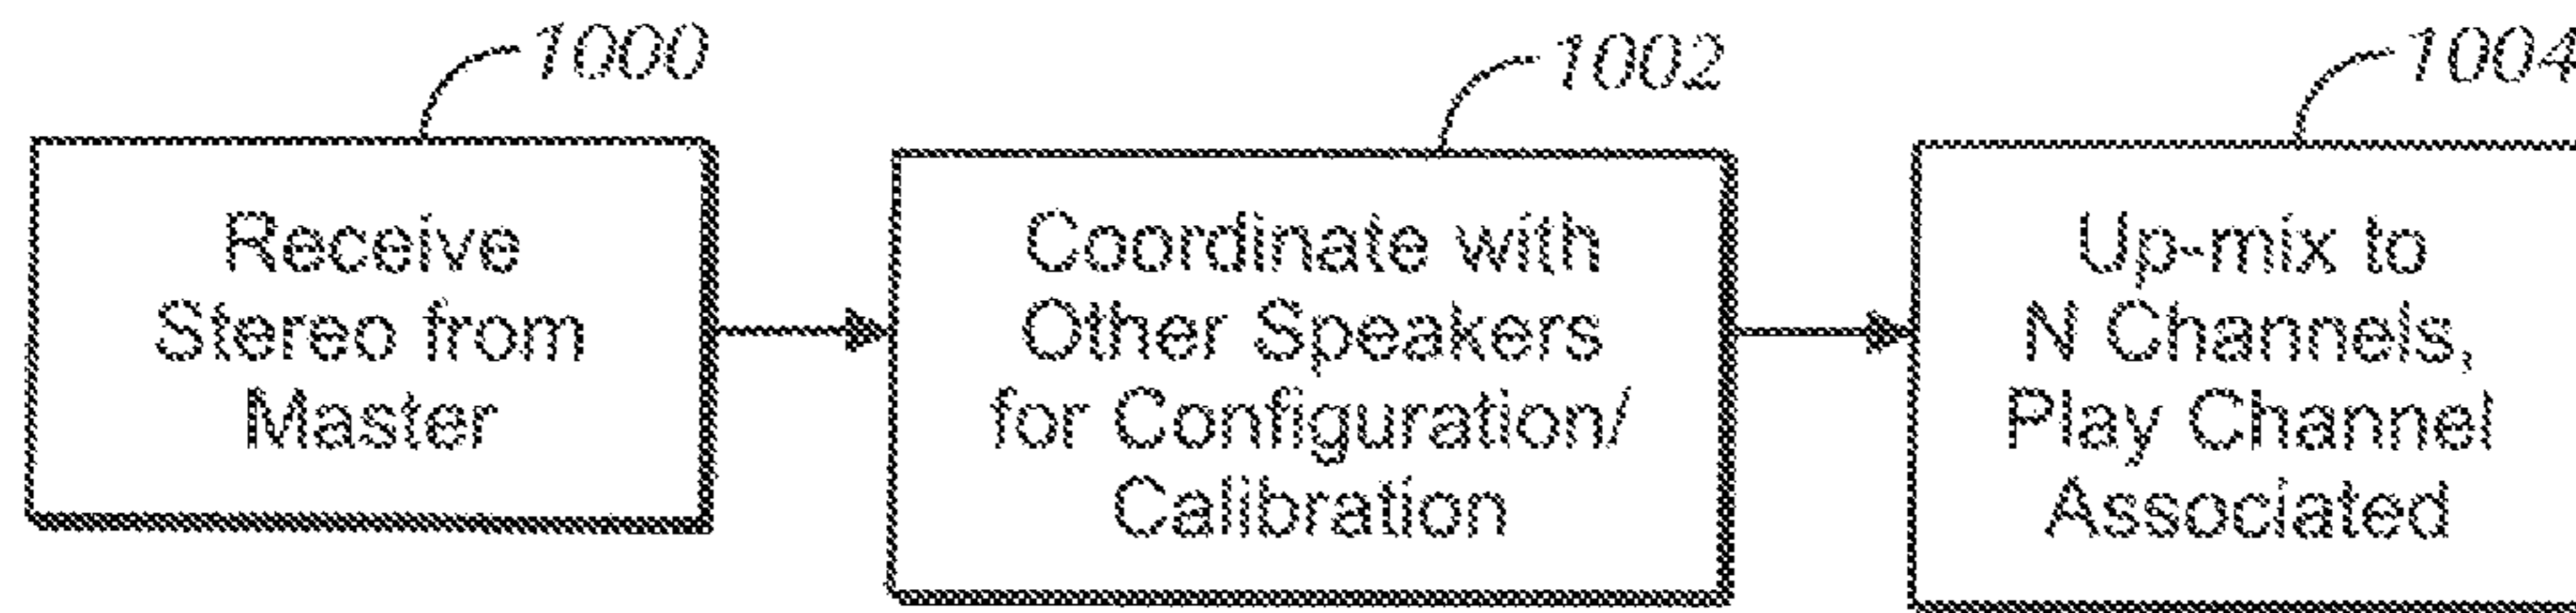 1000
Receive
Stereo from
Master
1002
Coordinate with
Other Speakers
for Configuration/
Calibration
1004
Up-mix to
N Channels,
Play Channel
Associated